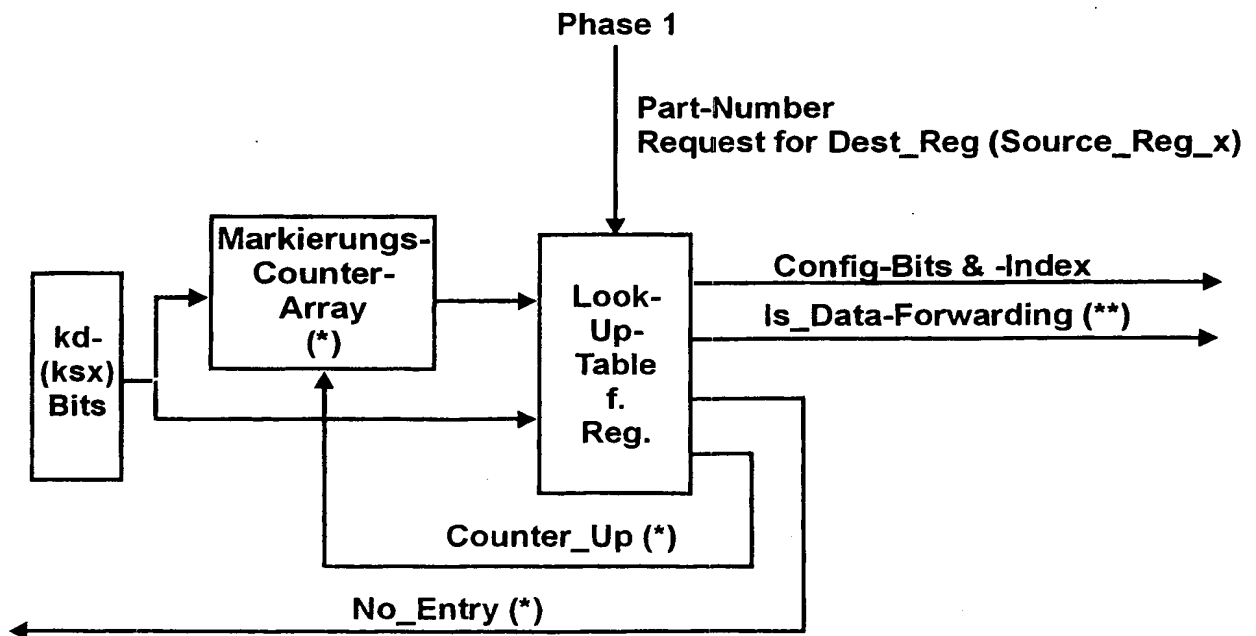 Phase 1
Part-Number
Request for Dest_Reg (Source_Reg_x)
Markierungs-
Counter-
Array
(*)
kd-
(ksx)
Bits
Look-
Up-
Table
f.
Reg.
Config-Bits & -Index
Is_Data-Forwarding (**)
Counter_Up (*)
No_Entry (*)